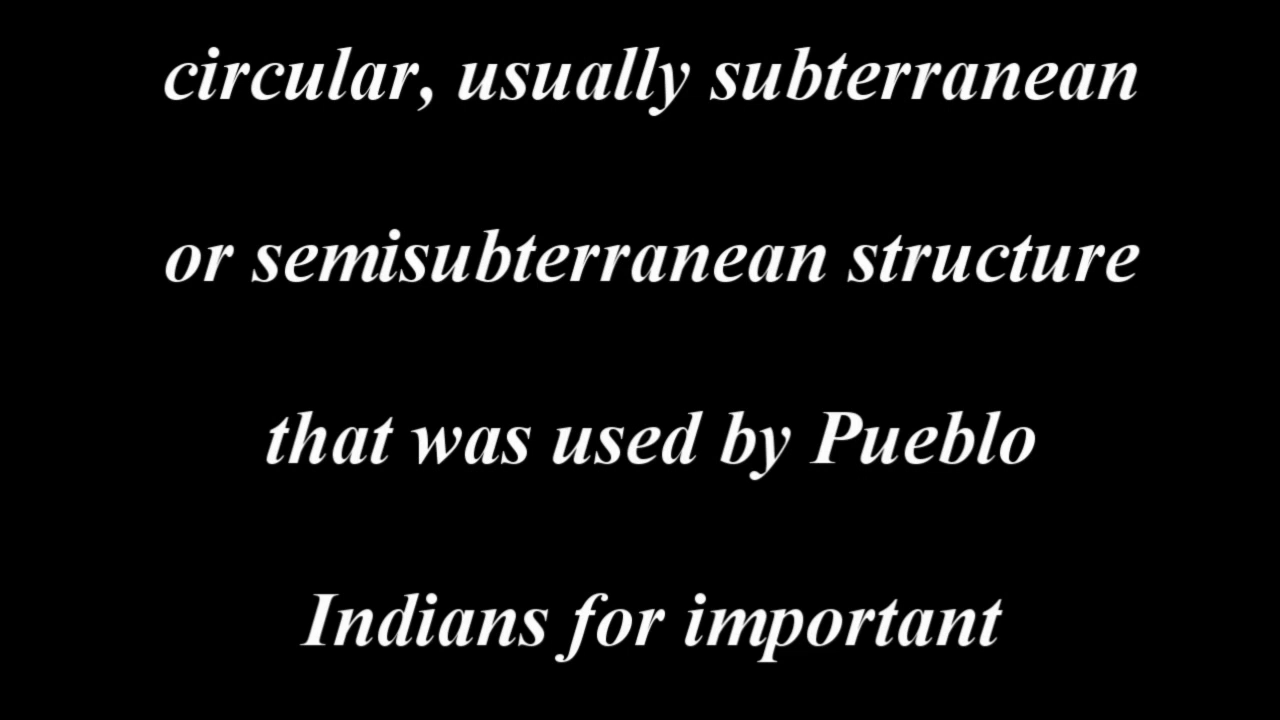 circular, usually subterranean
or semisubterranean structure
that was used by Pueblo
Indians for important